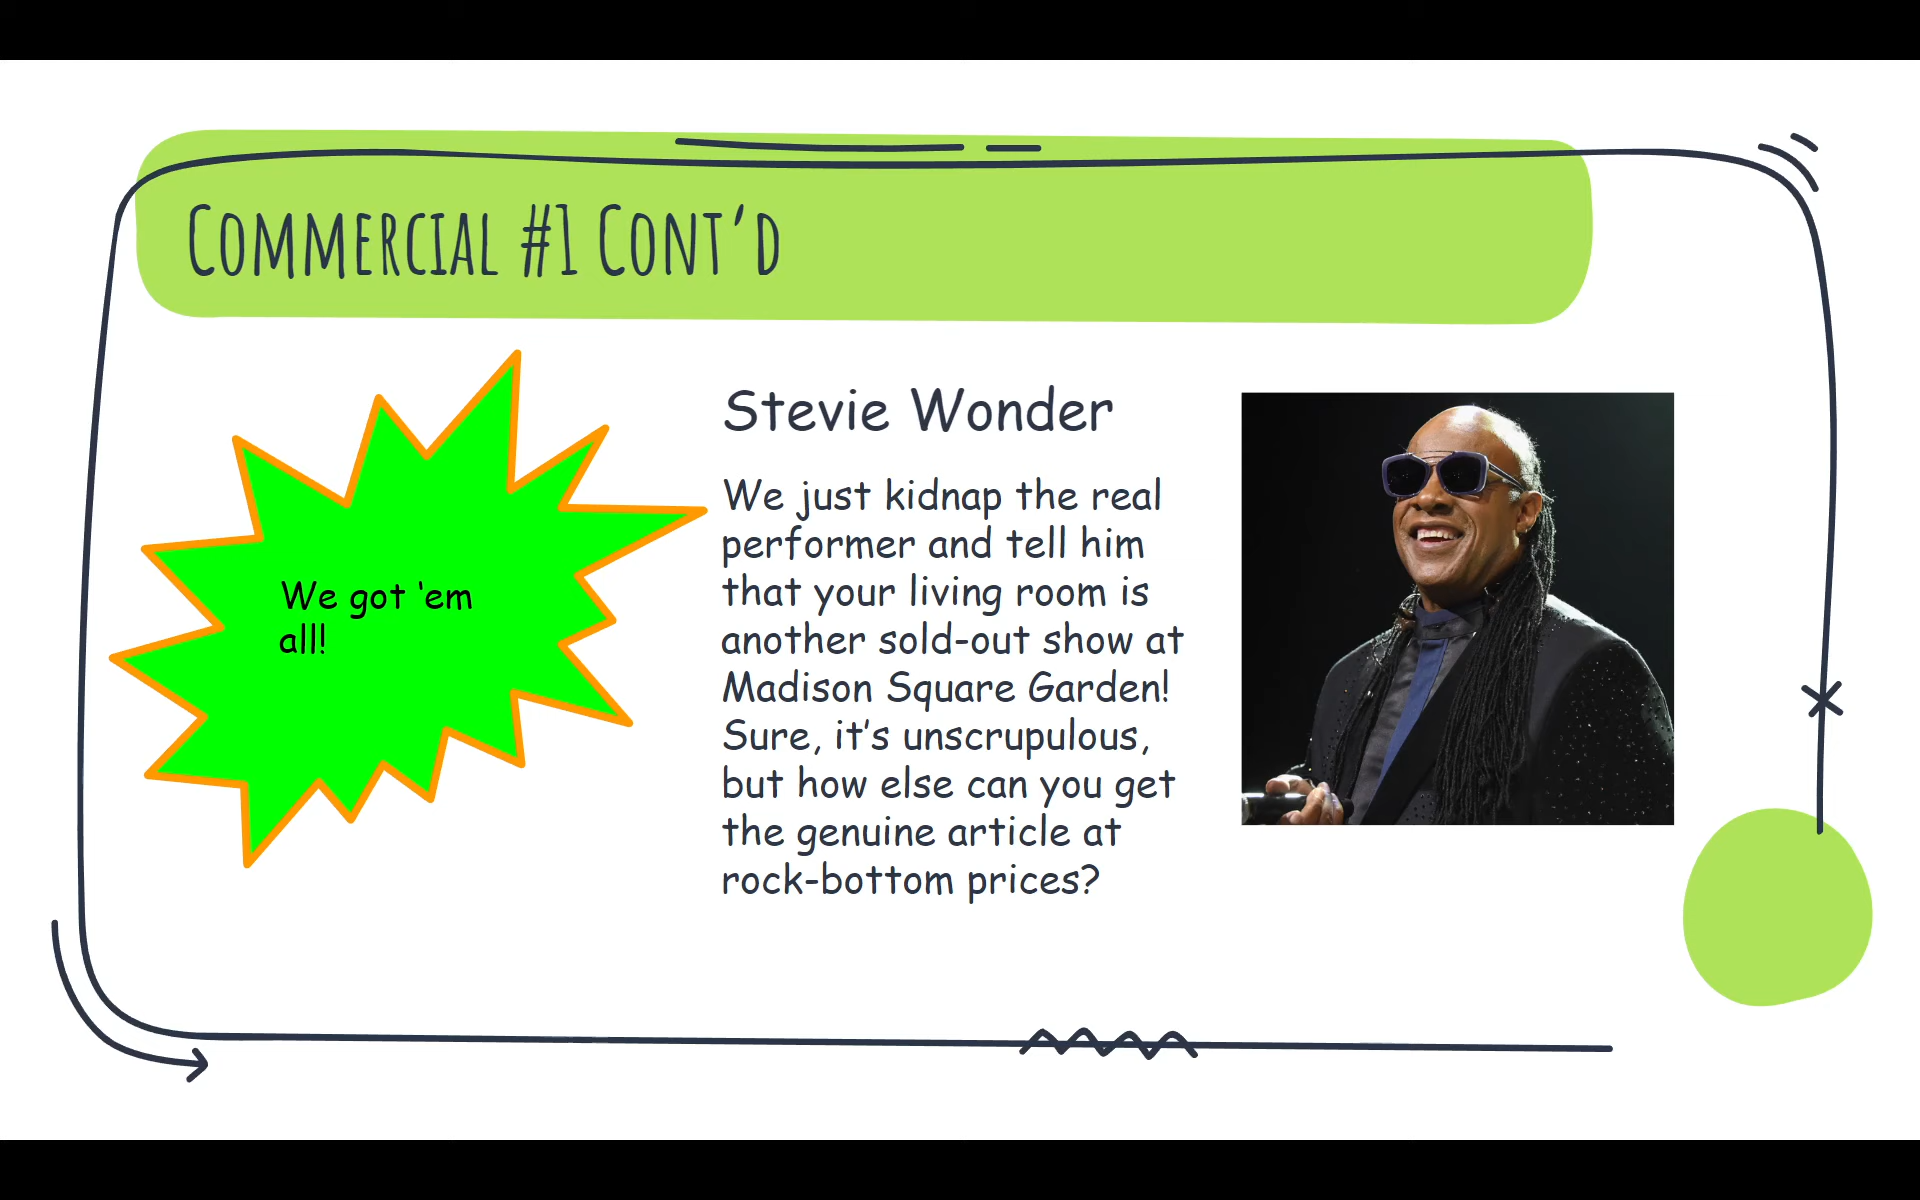 Commercial #1 Cont’d
We got ‘em
all!
Stevie Wonder
We just kidnap the real
performer and tell him
that your living room is
another sold-out show at
Madison Square Garden!
Sure, it’s unscrupulous,
but how else can you get
the genuine article at
rock-bottom prices?